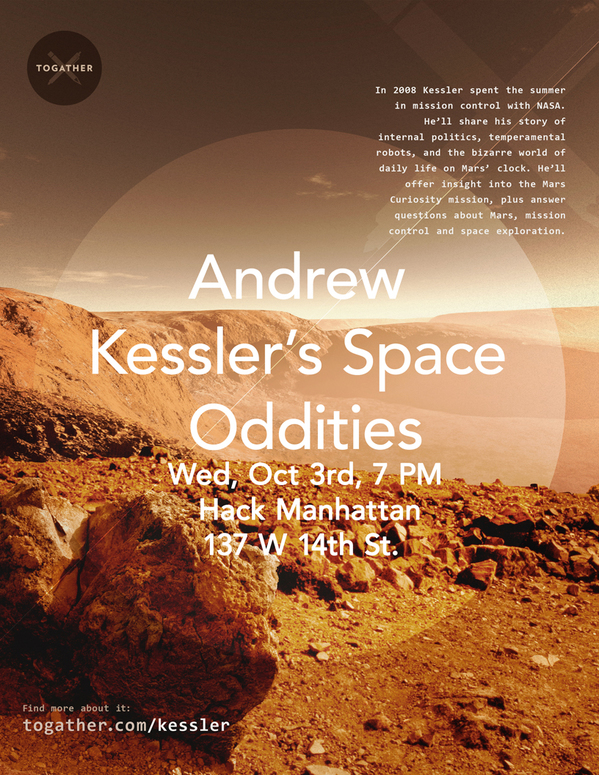 TOGATHER
In 2008 Kessler spent the summer
in mission control with NASA.
He’ll share his story of
internal politics, temperamental
robots, and the bizarre world of
daily life on Mars’ clock. He’ll
offer insight into the Mars
Curiosity mission, plus answer
questions about Mars, mission
control and space exploration.
Andrew
Kessler’s Space
Oddities
Wed, Oct 3rd, 7 PM
Hack Manhattan
137 W 14th St.
Find more about it:
togather.com/kessler